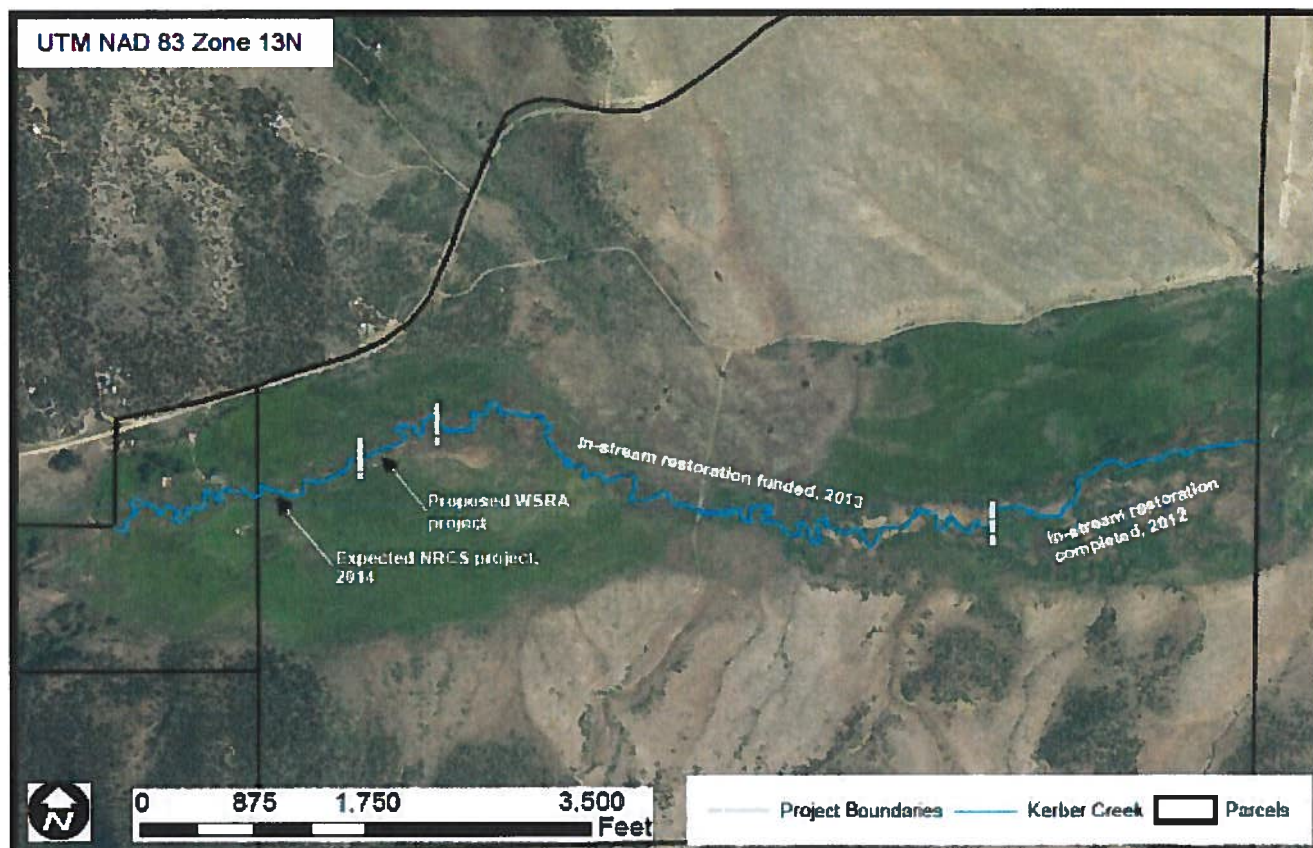 UTM NAD 83 Zone 13N
In-stream restoration funded, 2013
Proposed WSRA
project
Expected NRCS project,
2014
In-stream restoration
completed, 2012
N
0 875 1.750 3.500
Feet
Project Boundaries Kerber Creek Parcels